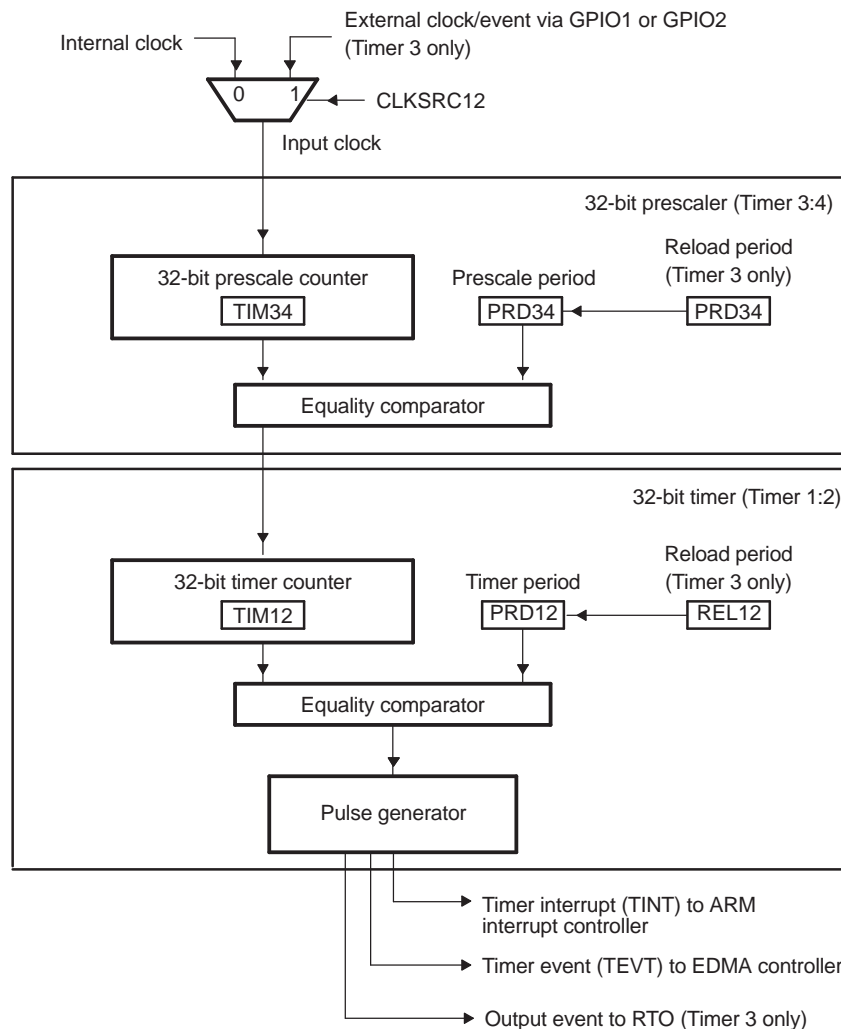 External clock/event via GPIO1 or GPIO2
(Timer 3 only)
Internal clock
0 1
CLKSRC12
Input clock
32-bit prescaler (Timer 3:4)
32-bit prescale counter
TIM34
Prescale period
PRD34
Reload period
(Timer 3 only)
PRD34
Equality comparator
32-bit timer (Timer 1:2)
32-bit timer counter
TIM12
Timer period
PRD12
Reload period
(Timer 3 only)
REL12
Equality comparator
Pulse generator
Timer interrupt (TINT) to ARM
interrupt controller
Timer event (TEVT) to EDMA controller
Output event to RTO (Timer 3 only)